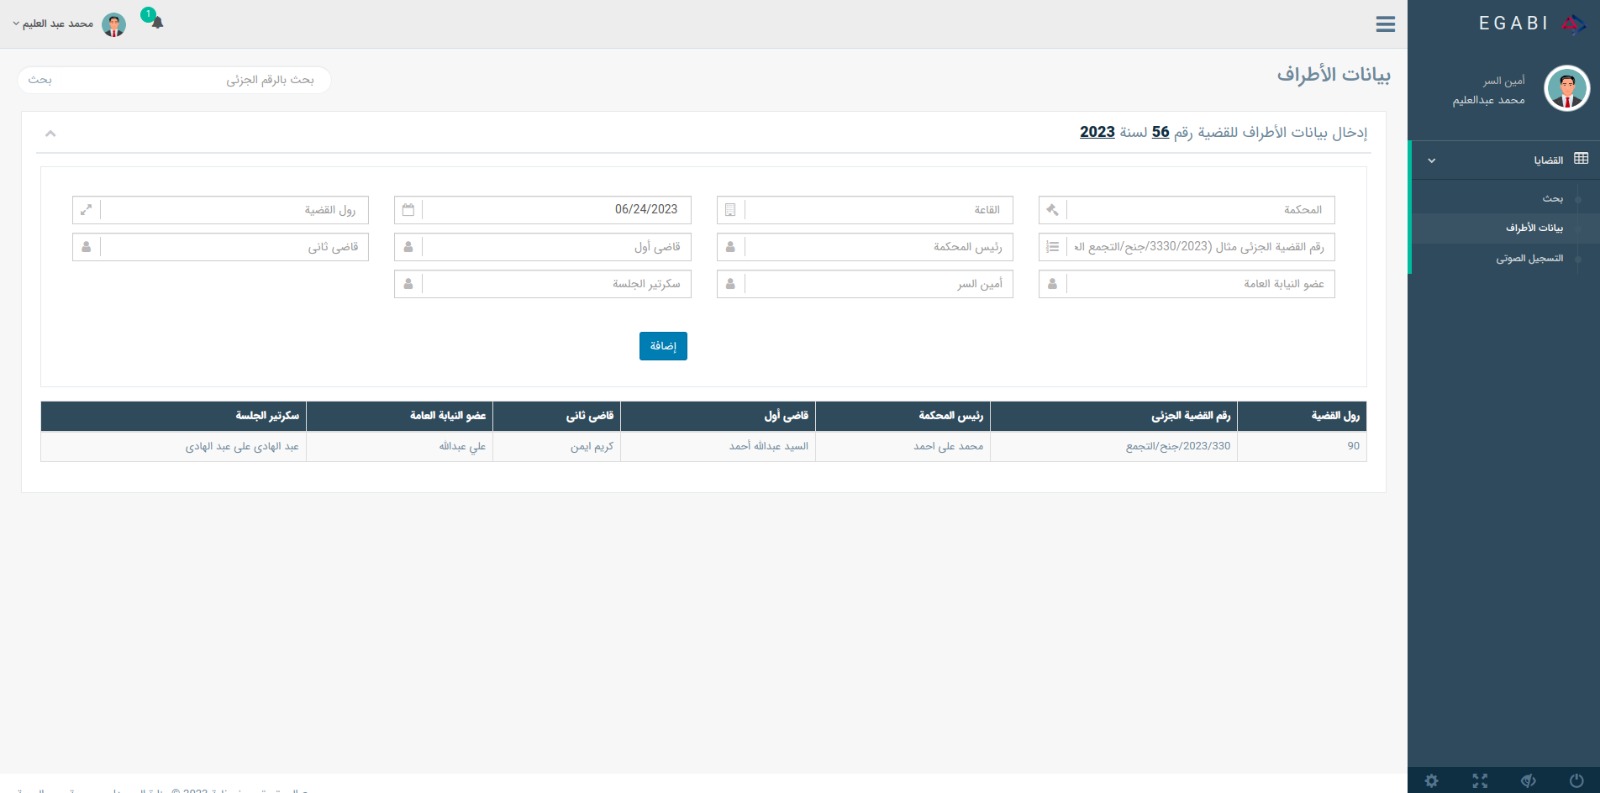 EGABI
أمين السر
محمد عبدالعليم
القضايا
بحث
بيانات الأطراف
التسجيل الصوتى
محمد عبد العليم
1
بيانات الأطراف
بحث بالرقم الجزئى
بحث
إدخال بيانات الأطراف للقضية رقم 56 لسنة 2023
المحكمة
القاعة
06/24/2023
رول القضية
رقم القضية الجزئى مثال (3330/2023/جنح/التجمع
رئيس المحكمة
قاضى أول
قاضى ثانى
عضو النيابة العامة
أمين السر
سكرتير الجلسة
إضافة
رول القضية رقم القضية الجزئى رئيس المحكمة قاضى أول قاضى ثانى عضو النيابة العامة سكرتير الجلسة
90 2023/330/جنح/التجمع محمد على احمد السيد عبدالله أحمد كريم ايمن علي عبدالله عبد الهادى على عبد الهادى
2023 ©